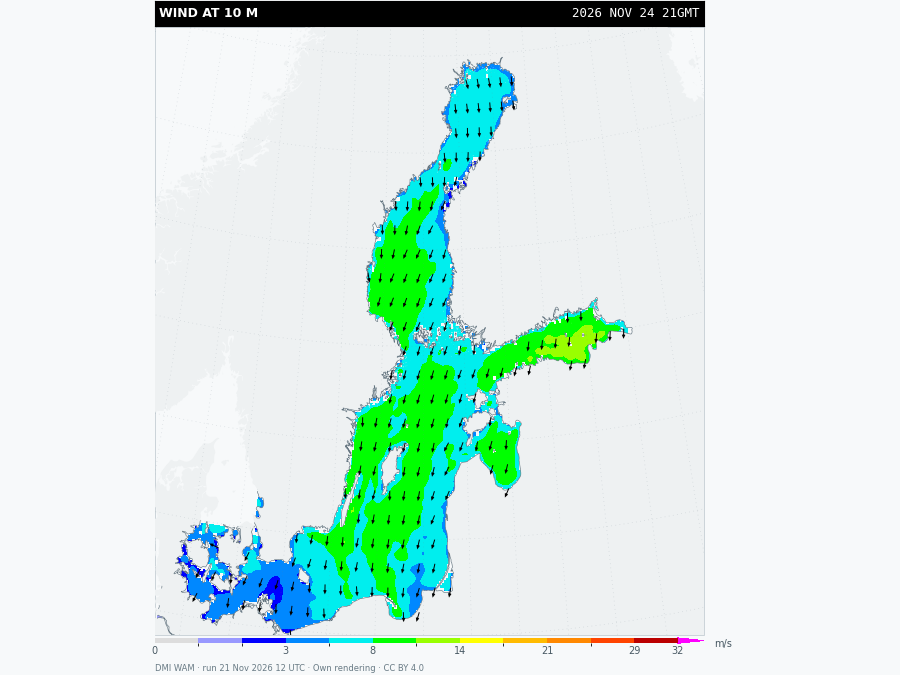 WIND AT 10 M 2026 NOV 24 21GMT
0 3 8 14 21 29 32 m/s
DMI WAM · run 21 Nov 2026 12 UTC · Own rendering · CC BY 4.0